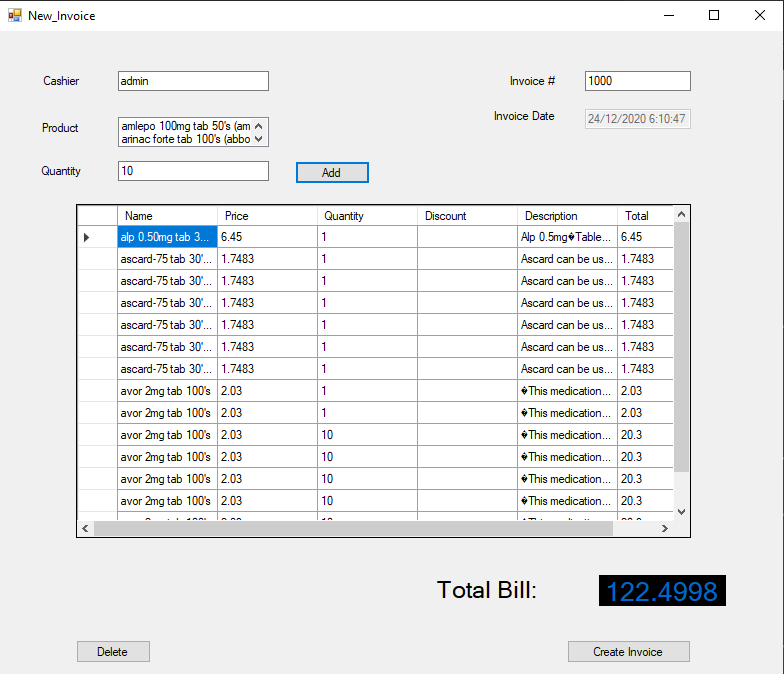 New_Invoice
Cashier admin Invoice # 1000
Product amlepo 100mg tab 50's (am Invoice Date 24/12/2020 6:10:47
arinac forte tab 100's (abbo
Quantity 10 Add
Name Price Quantity Discount Description Total
alp 0.50mg tab 3... 6.45 1 Alp 0.5mg�Table... 6.45
ascard-75 tab 30'... 1.7483 1 Ascard can be us... 1.7483
ascard-75 tab 30'... 1.7483 1 Ascard can be us... 1.7483
ascard-75 tab 30'... 1.7483 1 Ascard can be us... 1.7483
ascard-75 tab 30'... 1.7483 1 Ascard can be us... 1.7483
ascard-75 tab 30'... 1.7483 1 Ascard can be us... 1.7483
ascard-75 tab 30'... 1.7483 1 Ascard can be us... 1.7483
avor 2mg tab 100's 2.03 1 �This medication... 2.03
avor 2mg tab 100's 2.03 1 �This medication... 2.03
avor 2mg tab 100's 2.03 10 �This medication... 20.3
avor 2mg tab 100's 2.03 10 �This medication... 20.3
avor 2mg tab 100's 2.03 10 �This medication... 20.3
avor 2mg tab 100's 2.03 10 �This medication... 20.3
Total Bill: 122.4998
Delete Create Invoice